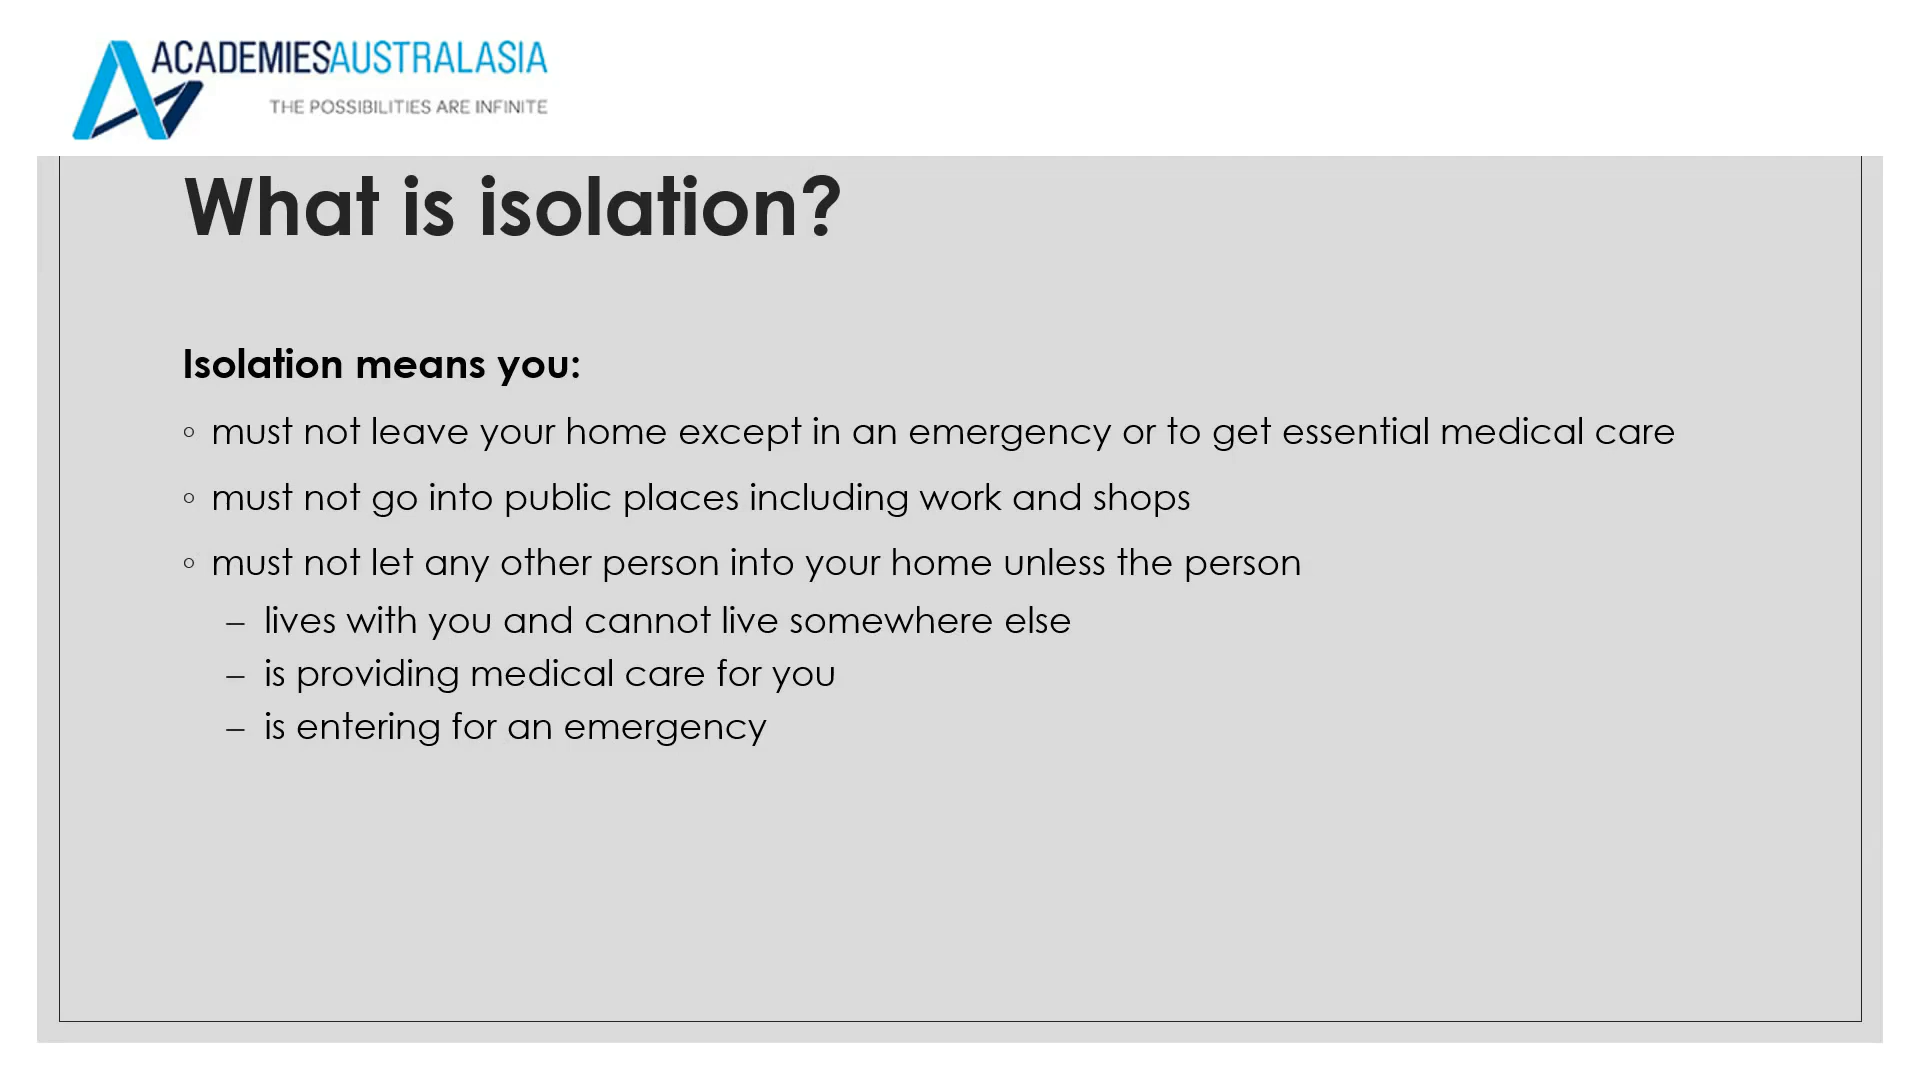 ACADEMIESAUSTRALASIA
THE POSSIBILITIES ARE INFINITE
What is isolation?
Isolation means you:
◦ must not leave your home except in an emergency or to get essential medical care
◦ must not go into public places including work and shops
◦ must not let any other person into your home unless the person
– lives with you and cannot live somewhere else
– is providing medical care for you
– is entering for an emergency